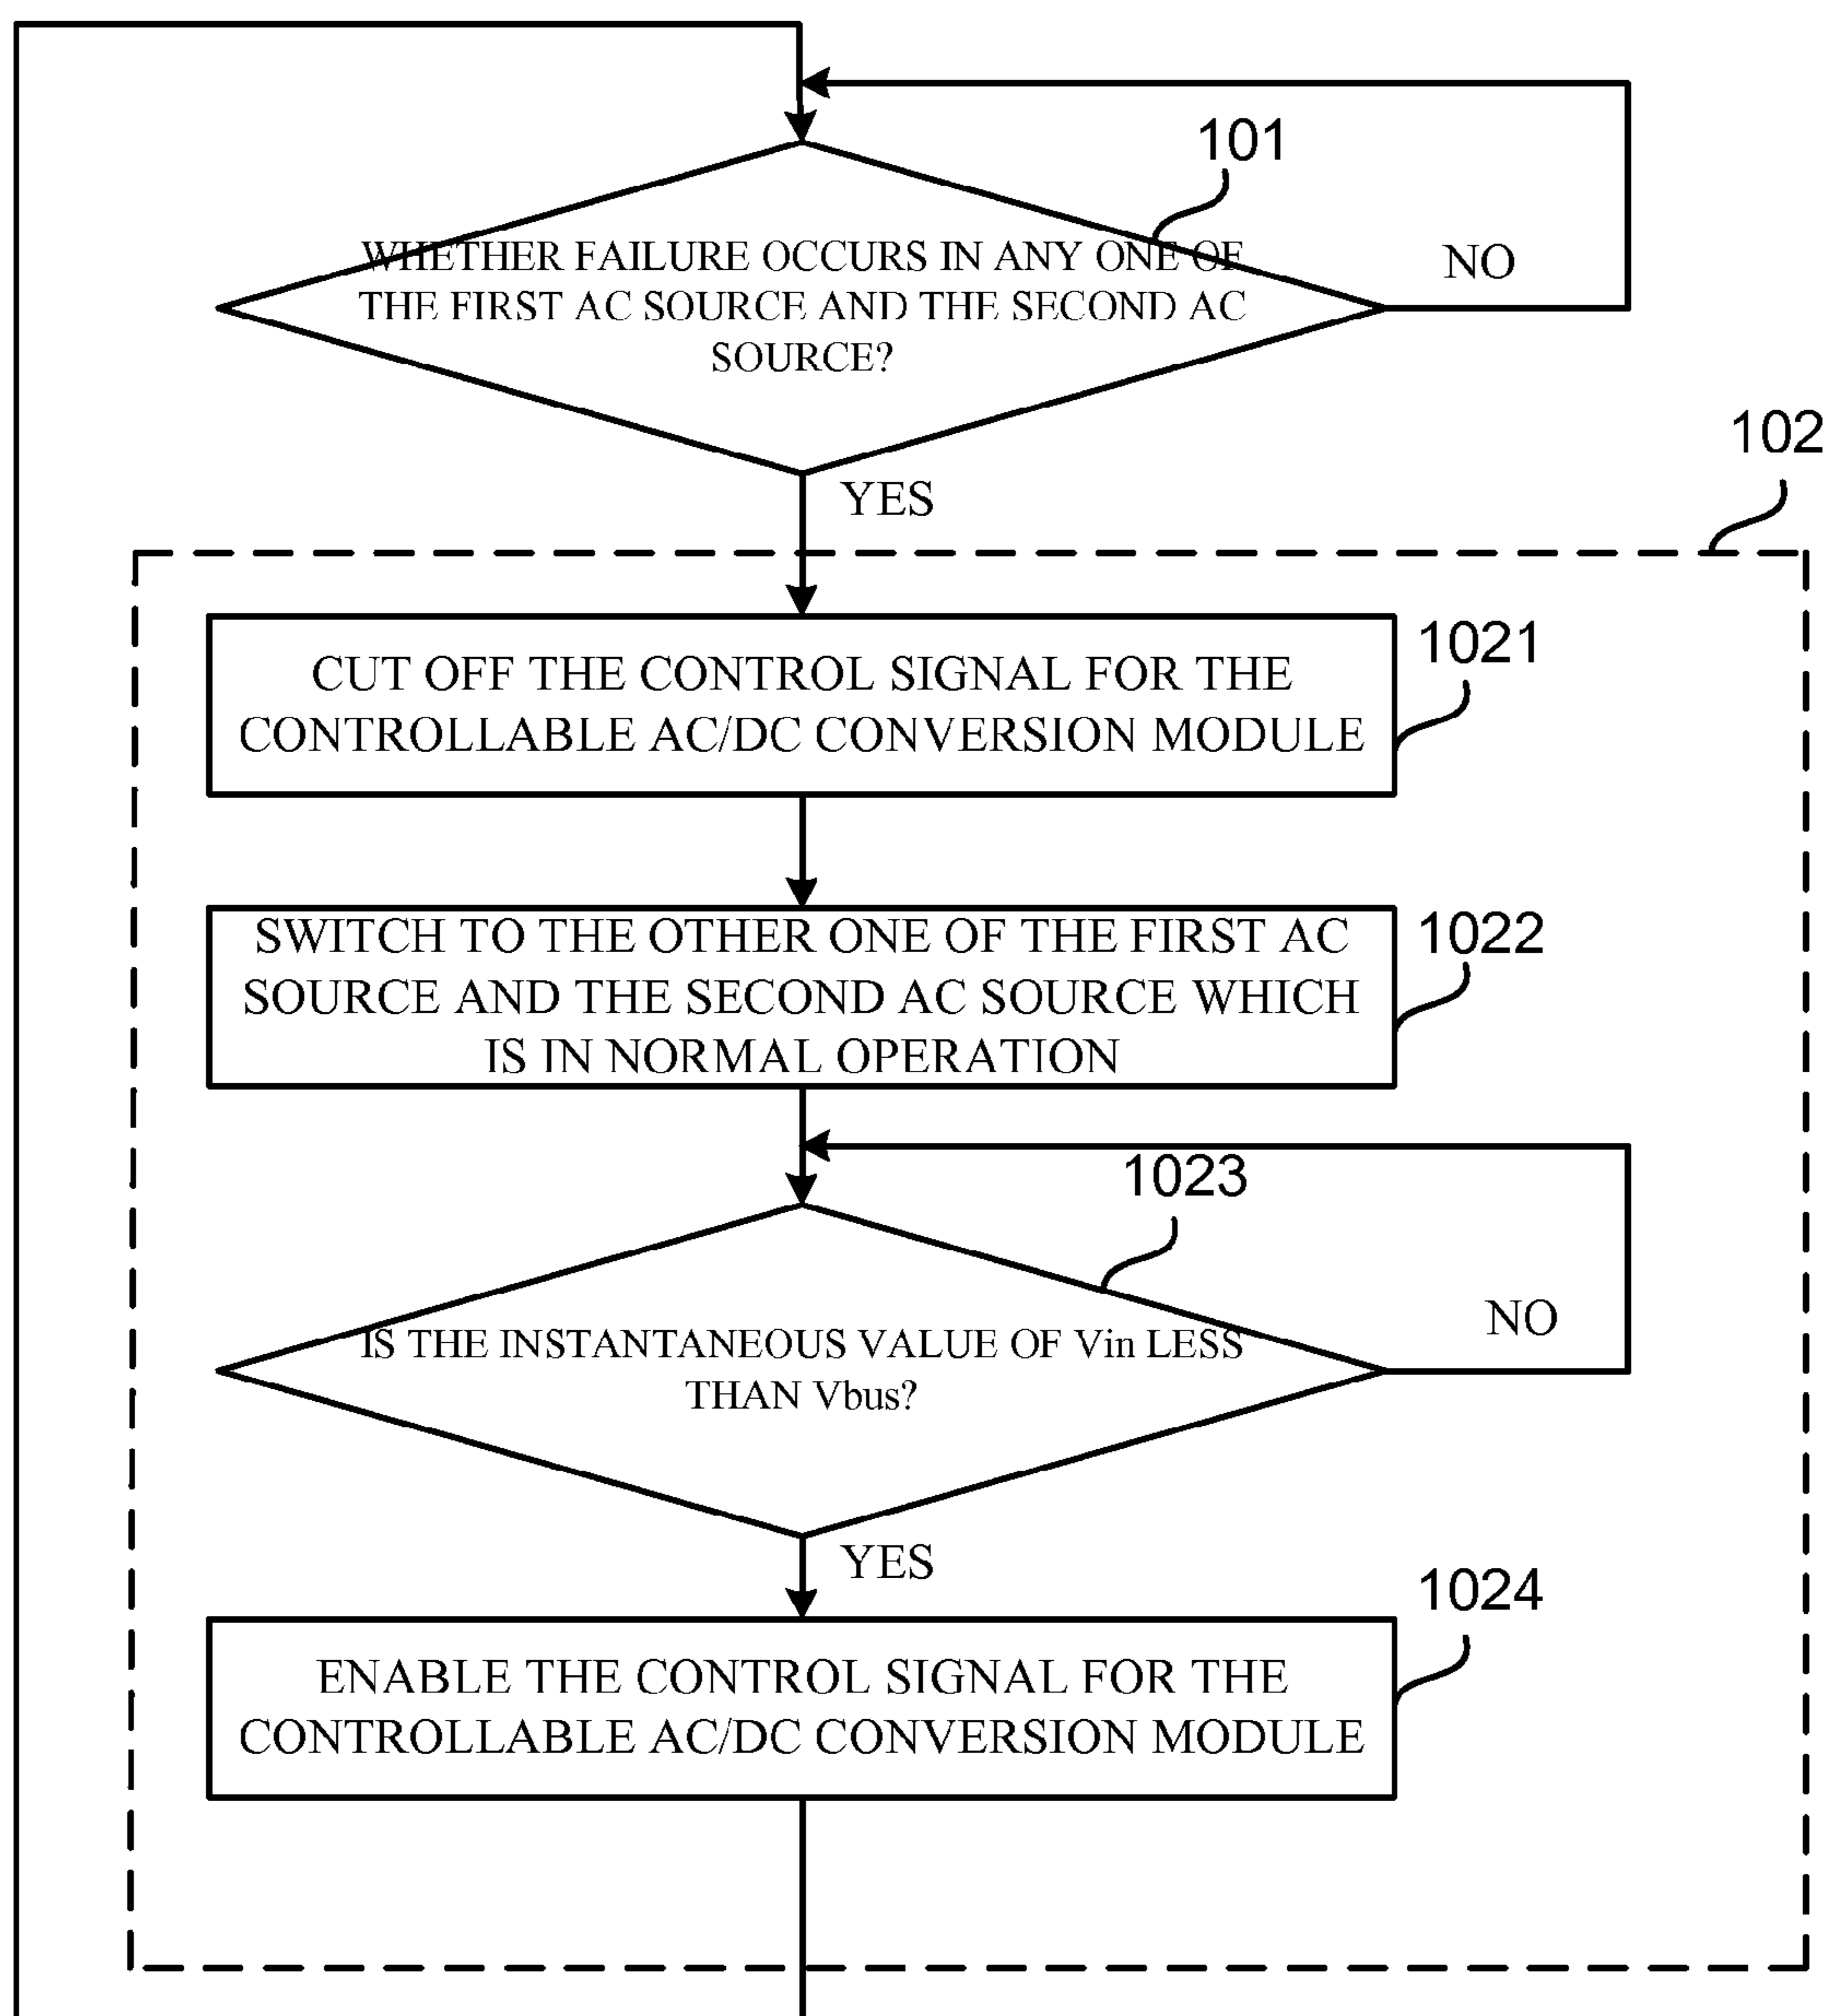 101
WHETHER FAILURE OCCURS IN ANY ONE OF
THE FIRST AC SOURCE AND THE SECOND AC
SOURCE?
NO
YES
102
CUT OFF THE CONTROL SIGNAL FOR THE
CONTROLLABLE AC/DC CONVERSION MODULE
1021
SWITCH TO THE OTHER ONE OF THE FIRST AC
SOURCE AND THE SECOND AC SOURCE WHICH
IS IN NORMAL OPERATION
1022
1023
IS THE INSTANTANEOUS VALUE OF Vin LESS
THAN Vbus?
NO
YES
ENABLE THE CONTROL SIGNAL FOR THE
CONTROLLABLE AC/DC CONVERSION MODULE
1024